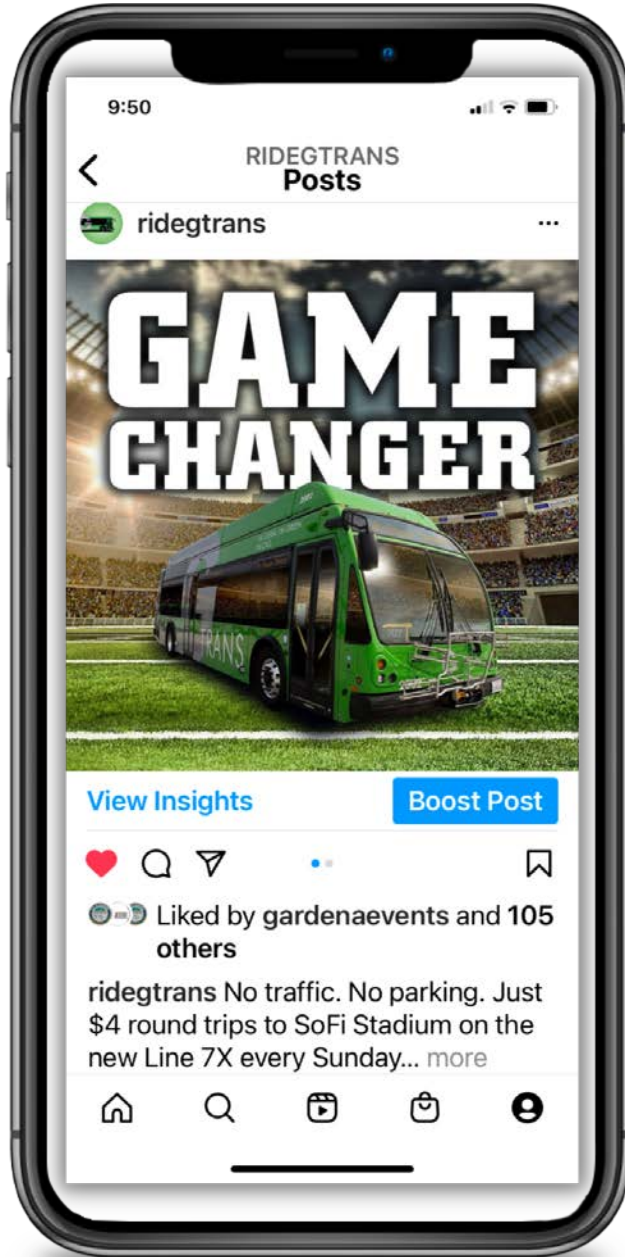 9:50
RIDEGTRANS
Posts
ridegtrans
GAME
CHANGER
TRANS
View Insights
Boost Post
Liked by gardenaevents and 105
others
ridegtrans No traffic. No parking. Just
$4 round trips to SoFi Stadium on the
new Line 7X every Sunday... more